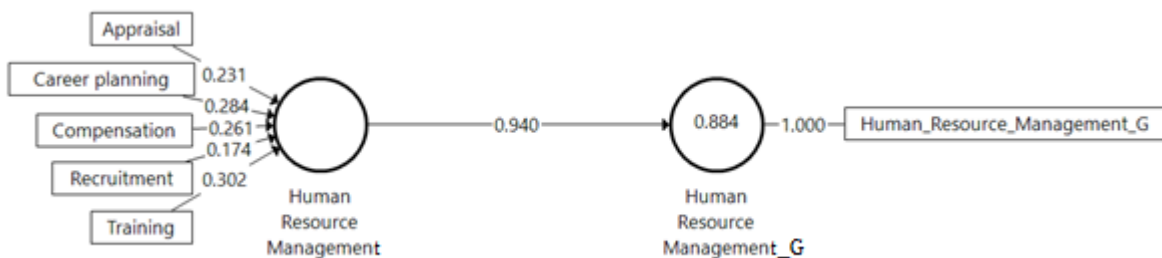 Appraisal
0.231
Career planning
0.284
Compensation
0.261
0.174
Recruitment
0.302
Training
Human
Resource
Management
0.940
0.884
Human
Resource
Management_G
1.000
Human_Resource_Management_G